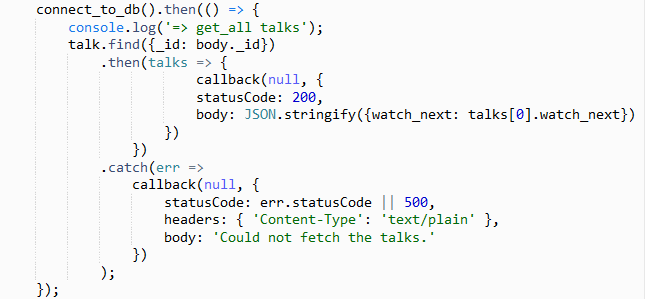 connect_to_db().then(() => {
    console.log('=> get_all talks');
    talk.find({_id: body._id})
        .then(talks => {
                    callback(null, {
                    statusCode: 200,
                    body: JSON.stringify({watch_next: talks[0].watch_next})
                })
            })
        .catch(err =>
            callback(null, {
                statusCode: err.statusCode || 500,
                headers: { 'Content-Type': 'text/plain' },
                body: 'Could not fetch the talks.'
            })
        );
});